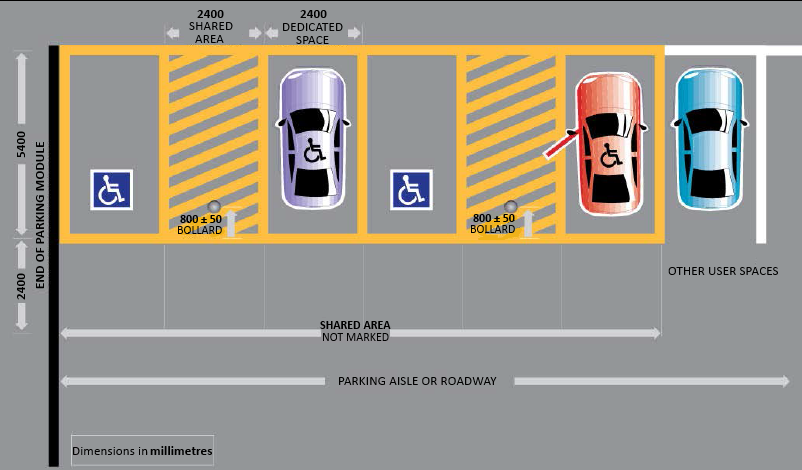 2400
SHARED
AREA
2400
DEDICATED
SPACE
5400
END OF PARKING MODULE
800 ± 50
BOLLARD
800 ± 50
BOLLARD
2400
OTHER USER SPACES
SHARED AREA
NOT MARKED
PARKING AISLE OR ROADWAY
Dimensions in millimetres